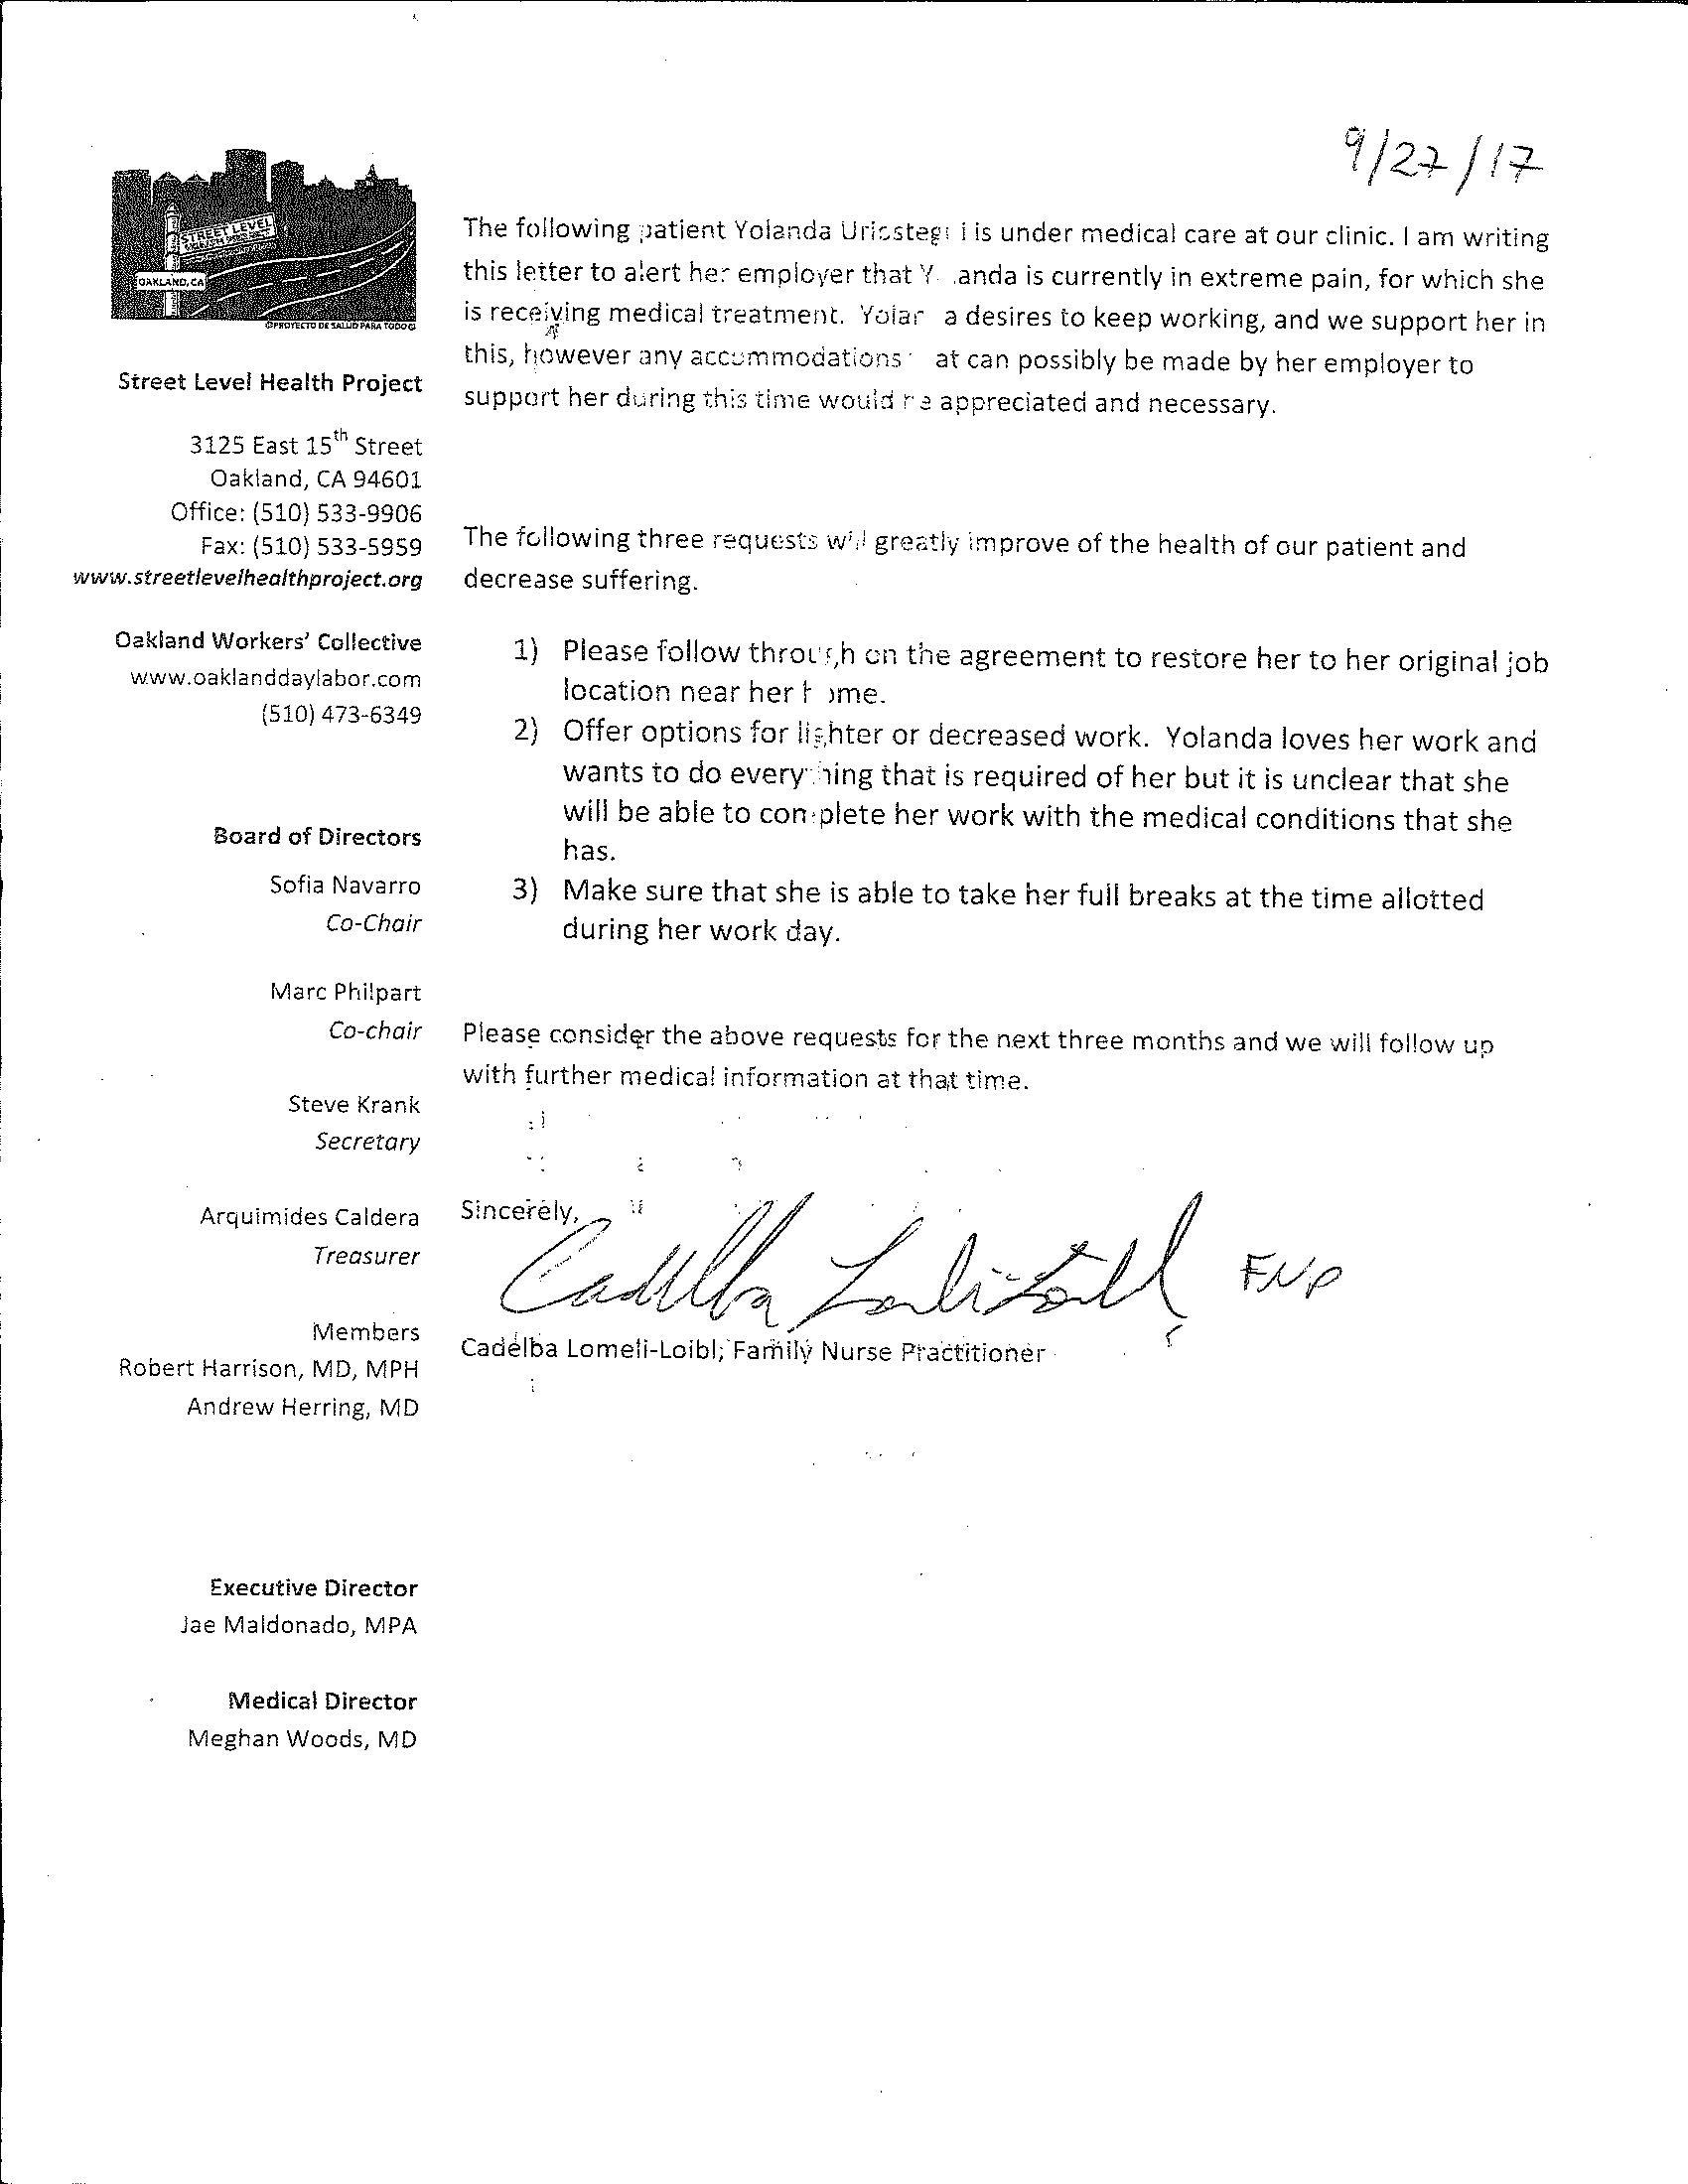 9/27/17
STREET LEVEL
OAKLAND, CA
©PROYECTO DE SALUD PARA TODO©
Street Level Health Project
3125 East 15th Street
Oakland, CA 94601
Office: (510) 533-9906
Fax: (510) 533-5959
www.streetlevelhealthproject.org
Oakland Workers' Collective
www.oaklanddaylabor.com
(510) 473-6349
Board of Directors
Sofia Navarro
Co-Chair
Marc Philpart
Co-chair
Steve Krank
Secretary
Arquimides Caldera
Treasurer
Members
Robert Harrison, MD, MPH
Andrew Herring, MD
Executive Director
Jae Maldonado, MPA
Medical Director
Meghan Woods, MD
The following patient Yolanda is under medical care at our clinic. I am writing
this letter to alert her employer that Yolanda is currently in extreme pain, for which she
is receiving medical treatment. Yolanda desires to keep working, and we support her in
this, however any accommodations that can possibly be made by her employer to
support her during this time would be appreciated and necessary.
The following three requests will greatly improve of the health of our patient and
decrease suffering.
1) Please follow through on the agreement to restore her to her original job
location near her home.
2) Offer options for lighter or decreased work. Yolanda loves her work and
wants to do everything that is required of her but it is unclear that she
will be able to complete her work with the medical conditions that she
has.
3) Make sure that she is able to take her full breaks at the time allotted
during her work day.
Please consider the above requests for the next three months and we will follow up
with further medical information at that time.
Sincerely,
Cadelba Lomeli-Loibl FNP
Cadelba Lomeli-Loibl, Family Nurse Practitioner